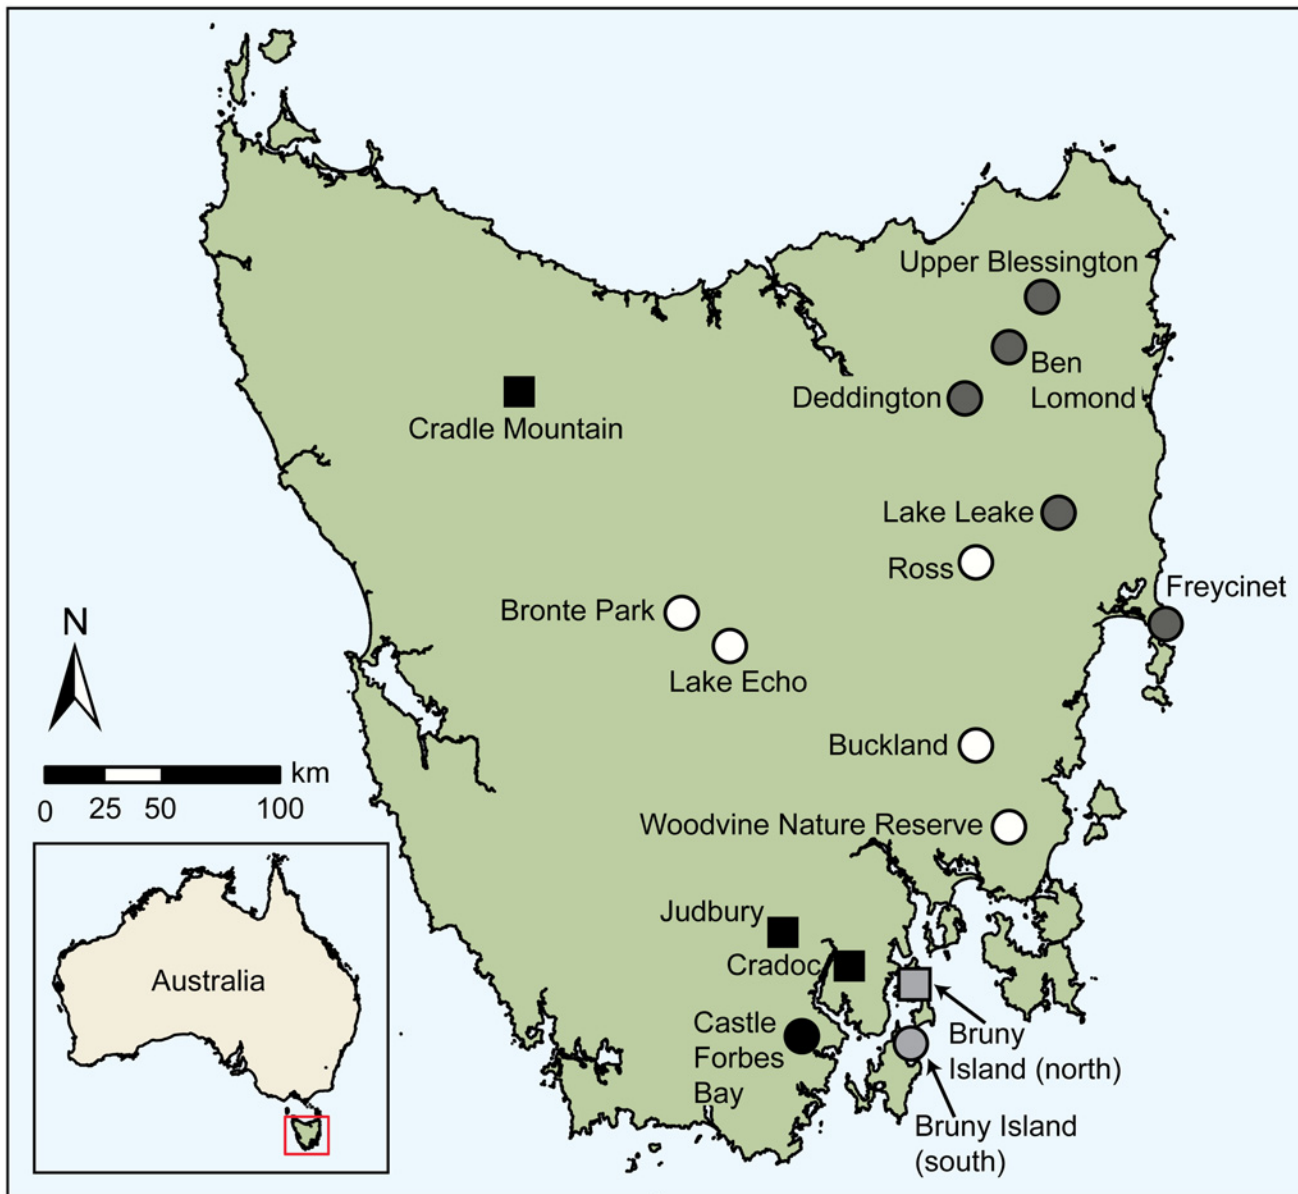 Upper Blessington
Ben
Lomond
Deddington
Cradle Mountain
Lake Leake
Ross
Freycinet
Bronte Park
Lake Echo
N
Buckland
km
0 25 50 100
Woodvine Nature Reserve
Judbury
Cradoc
Australia
Castle
Forbes
Bay
Bruny
Island (north)
Bruny Island
(south)